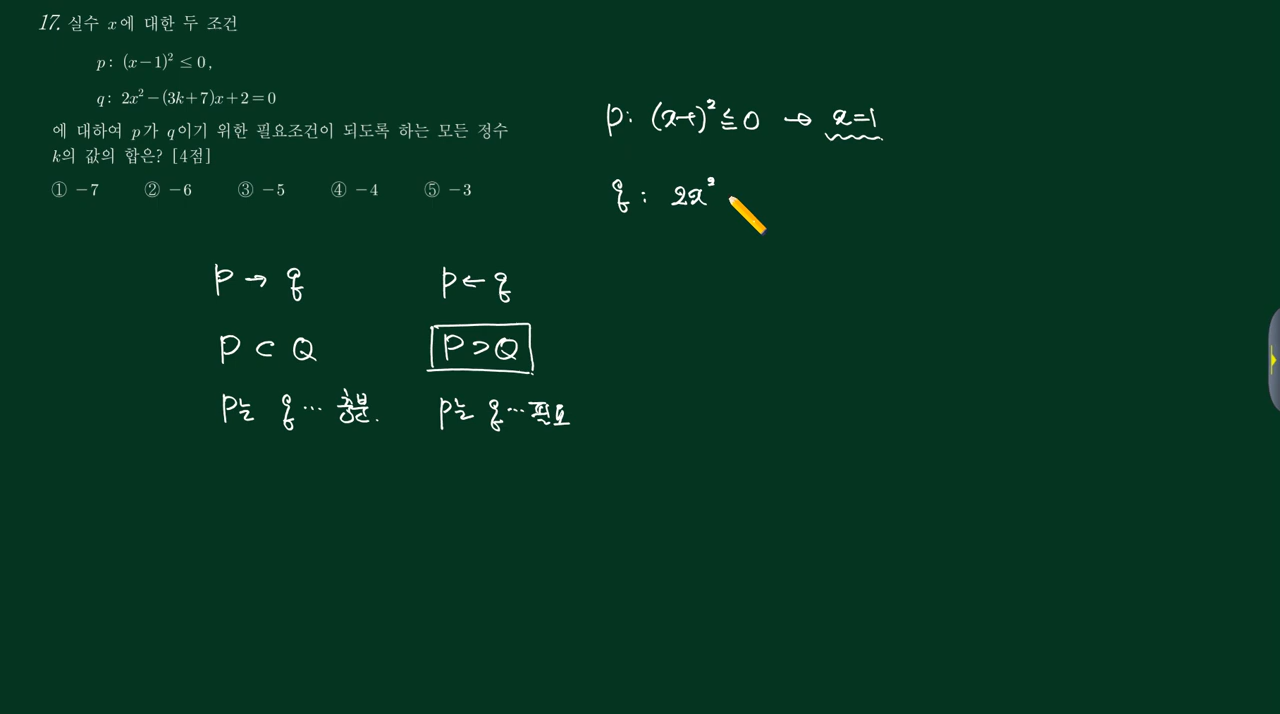 17. 실수 x에 대한 두 조건
p : (x−1)² ≤ 0,
q : 2x²−(3k+7)x+2=0
에 대하여 p가 q이기 위한 필요조건이 되도록 하는 모든 정수
k의 값의 합은? [4점]
① −7 ② −6 ③ −5 ④ −4 ⑤ −3
p: (x-1)² ≦ 0 → x=1
q : 2x²
p → q p ← q
P ⊂ Q P ⊃ Q
p는 q … 충분. p는 q … 필요